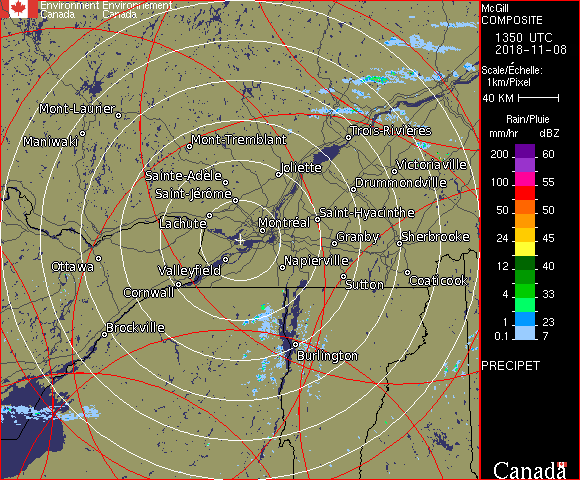 Environment Environnement
Canada Canada
McGill
COMPOSITE
1350 UTC
2018-11-08
Scale/Échelle:
1km/Pixel
40 KM
Rain/Pluie
mm/hr dBZ
200 60
155 55
100 55
50 50
24 45
12 40
4 33
1 23
0.1 7
PRECIPET
Canada
Mont-Laurier
Maniwaki
Mont-Tremblant
Trois-Rivières
Sainte-Adèle
Joliette
Victoriaville
Saint-Jérôme
Drummondville
Lachute
Montréal
Saint-Hyacinthe
Granby
Sherbrooke
Ottawa
Valleyfield
Napierville
Sutton
Coaticook
Cornwall
Brockville
Burlington